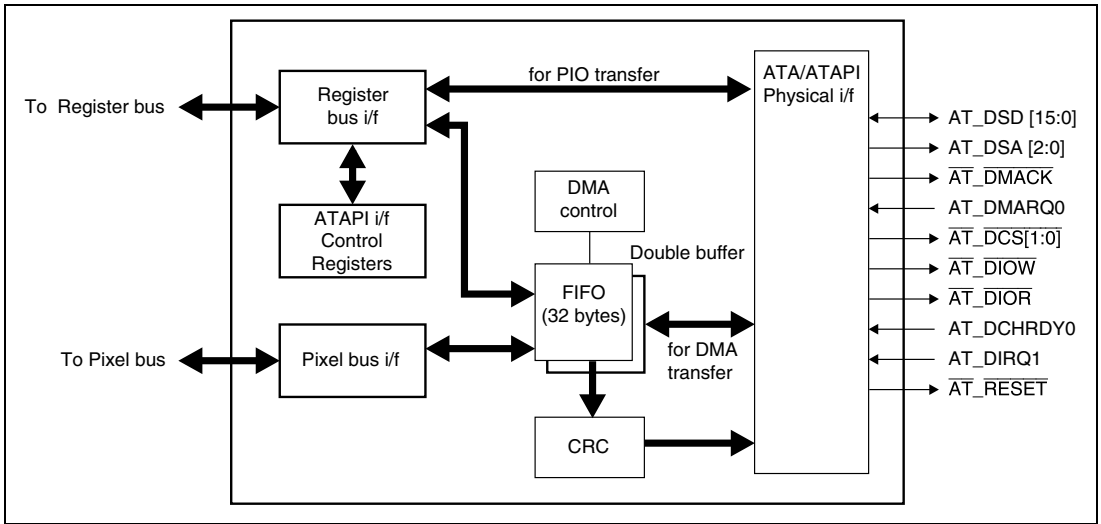 To Register bus
Register
bus i/f
for PIO transfer
ATA/ATAPI
Physical i/f
ATAPI i/f
Control
Registers
DMA
control
Double buffer
FIFO
(32 bytes)
for DMA
transfer
To Pixel bus
Pixel bus i/f
CRC
AT_DSD [15:0]
AT_DSA [2:0]
AT_DMACK
AT_DMARQ0
AT_DCS[1:0]
AT_DIOW
AT_DIOR
AT_DCHRDY0
AT_DIRQ1
AT_RESET